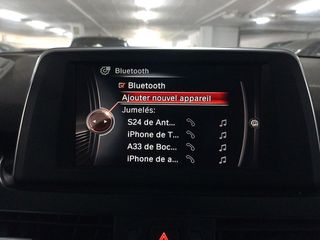 Bluetooth
Bluetooth
Ajouter nouvel appareil
Jumelés:
S24 de Ant...
iPhone de T...
A33 de Boc...
iPhone de a...